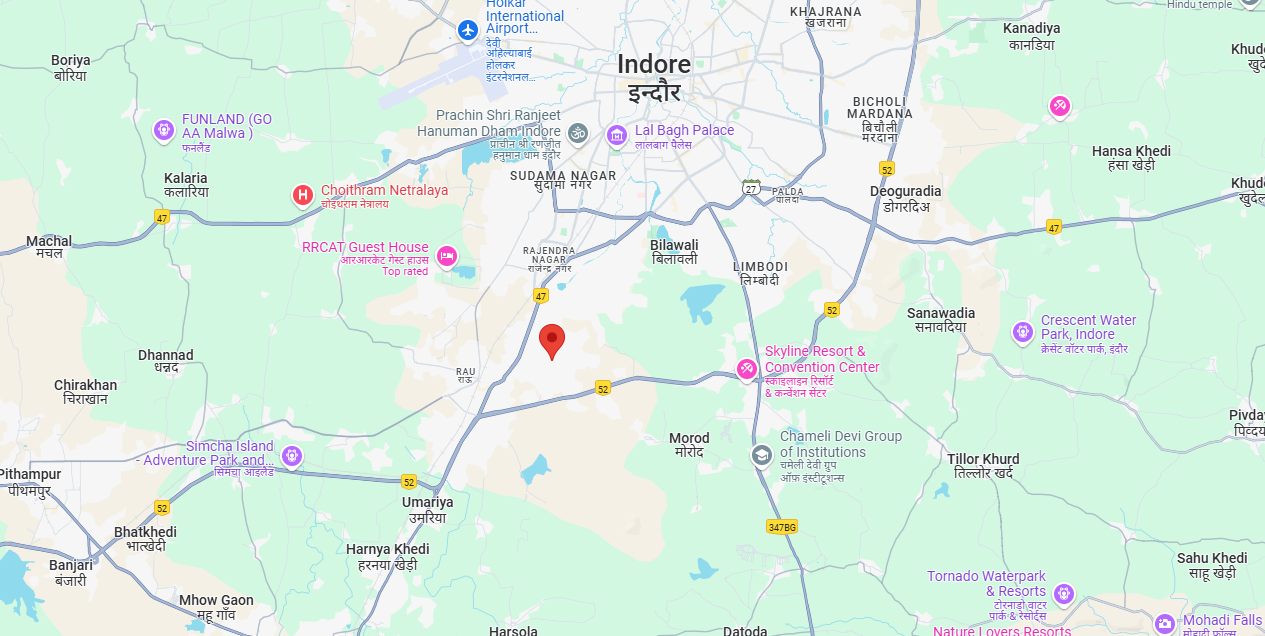 Holkar
International
Airport...
देवी
अहिल्याबाई
होलकर
इंटरनेशनल...
KHAJRANA
खजराना
Kanadiya
कानडिया
Hindu temple
Boriya
बोरिया
Indore
इन्दौर
FUNLAND (GO
AA Malwa )
फनलैंड
Prachin Shri Ranjeet
Hanuman Dham Indore
प्राचीन श्री रणजीत
हनुमान धाम इंदौर
Lal Bagh Palace
लालबाग पैलेस
BICHOLI
MARDANA
बिचौली
मरदाना
Hansa Khedi
हंसा खेड़ी
Kalaria
कलारिया
H
Choithram Netralaya
चोइथराम नेत्रालय
SUDAMA NAGAR
सुदामा नगर
27
PALDA
पालदा
52
Deoguradia
डोगरदिअ
47
47
Machal
मचल
RRCAT Guest House
आरआरकेट गेस्ट हाउस
Top rated
RAJENDRA
NAGAR
राजेन्द्र नगर
Bilawali
बिलावली
LIMBODI
लिम्बोदी
47
52
Sanawadia
सनावदिया
Crescent Water
Park, Indore
क्रेसेंट वॉटर पार्क, इंदौर
Dhannad
धन्नद
Chirakhan
चिराखान
RAU
राऊ
52
Skyline Resort &
Convention Center
स्काइलाइन रिसॉर्ट
& कन्वेंशन सेंटर
Simcha Island
- Adventure Park and...
सिमचा आइलैंड
Morod
मोरोद
Chameli Devi Group
of Institutions
चमेली देवी ग्रुप
ऑफ़ इंस्टीटूशन्स
Tillor Khurd
तिल्लोर खर्द
Pithampur
पीथमपुर
52
52
Umariya
उमरिया
347BG
Bhatkhedi
भाटखेदी
Banjari
बंजारी
Harnya Khedi
हरनया खेड़ी
Sahu Khedi
साहू खेड़ी
Mhow Gaon
महू गाँव
Tornado Waterpark
& Resorts
टोरनाडो वाटर
पार्क & रिसोर्ट्स
Harsola
Datoda
Nature Lovers Resorts
Mohadi Falls
मोहाड़ी फॉल्स